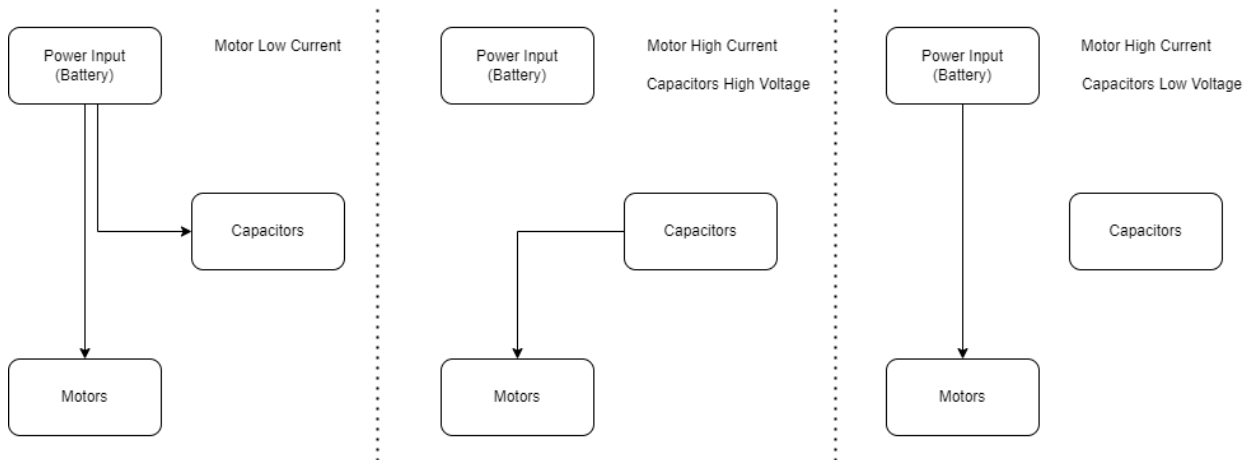 Power Input
(Battery)
Motor Low Current
Capacitors
Motors
Power Input
(Battery)
Motor High Current
Capacitors High Voltage
Capacitors
Motors
Power Input
(Battery)
Motor High Current
Capacitors Low Voltage
Capacitors
Motors